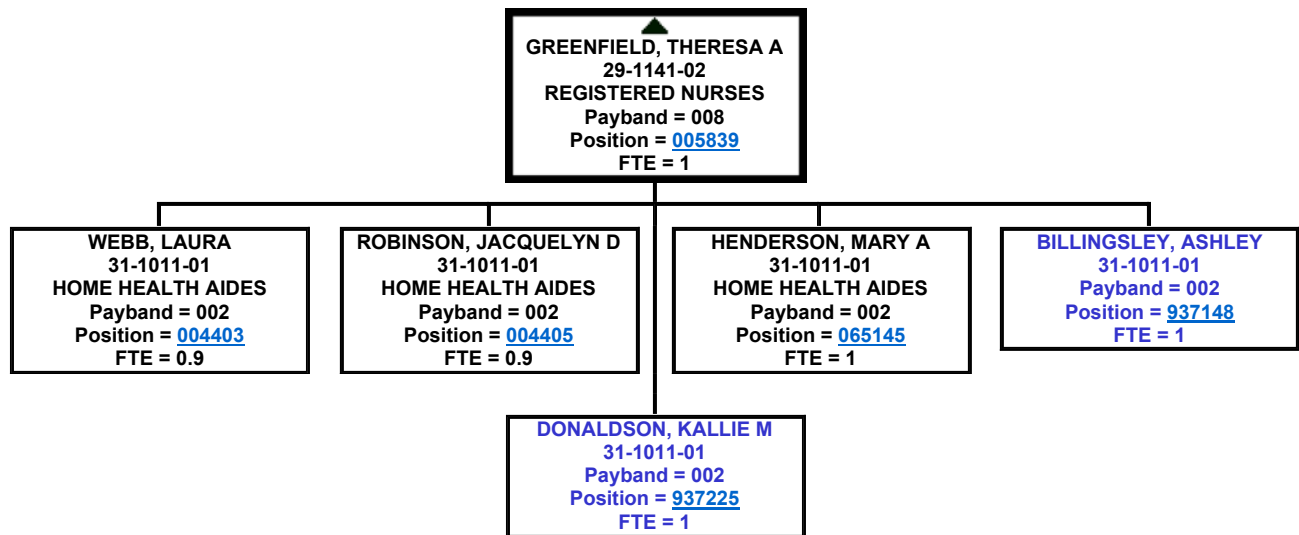 GREENFIELD, THERESA A
29-1141-02
REGISTERED NURSES
Payband = 008
Position = 005839
FTE = 1
WEBB, LAURA
31-1011-01
HOME HEALTH AIDES
Payband = 002
Position = 004403
FTE = 0.9
ROBINSON, JACQUELYN D
31-1011-01
HOME HEALTH AIDES
Payband = 002
Position = 004405
FTE = 0.9
HENDERSON, MARY A
31-1011-01
HOME HEALTH AIDES
Payband = 002
Position = 065145
FTE = 1
BILLINGSLEY, ASHLEY
31-1011-01
Payband = 002
Position = 937148
FTE = 1
DONALDSON, KALLIE M
31-1011-01
Payband = 002
Position = 937225
FTE = 1